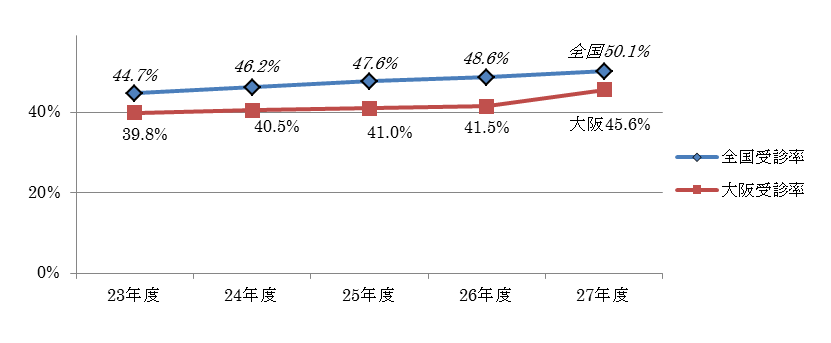 全国50.1%
48.6%
47.6%
46.2%
44.7%
40%
39.8%
40.5%
41.0%
41.5%
大阪45.6%
全国受診率
大阪受診率
20%
0%
23年度 24年度 25年度 26年度 27年度